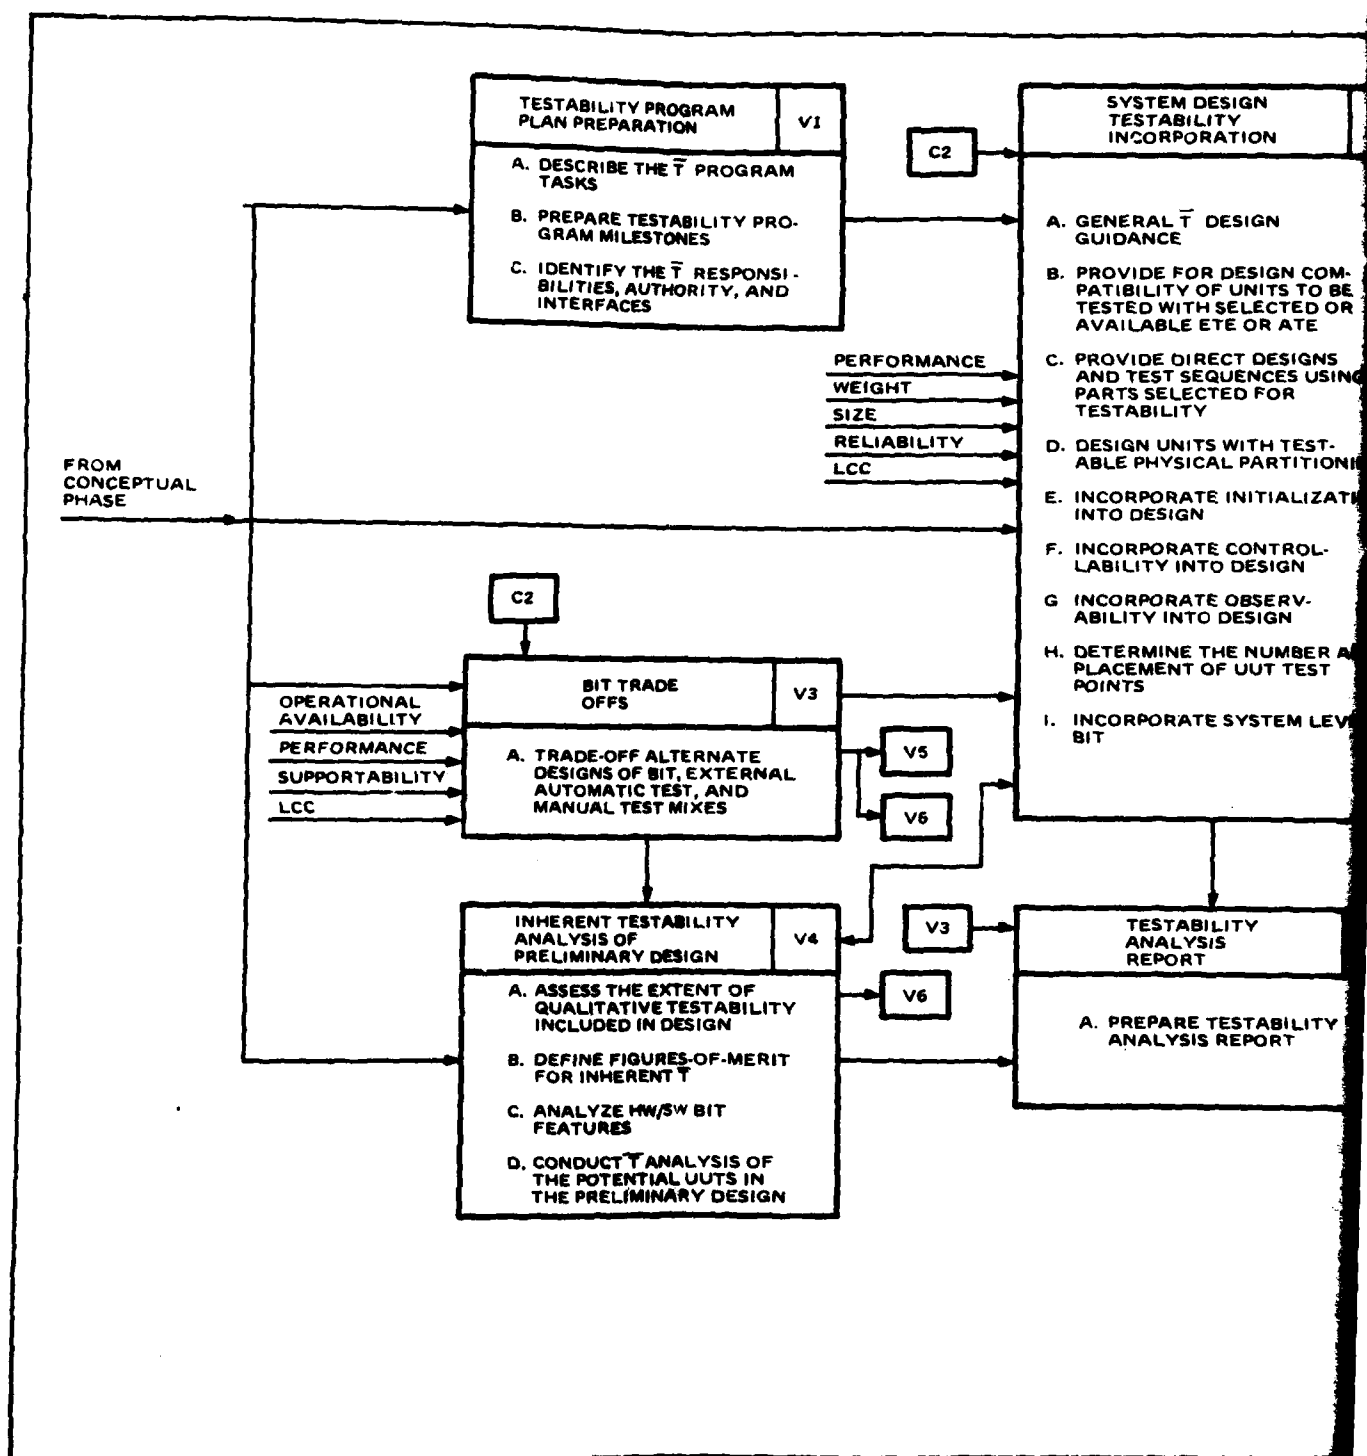 TESTABILITY PROGRAM
PLAN PREPARATION
V1
A. DESCRIBE THE T̄ PROGRAM
TASKS
B. PREPARE TESTABILITY PRO-
GRAM MILESTONES
C. IDENTIFY THE T̄ RESPONSI-
BILITIES, AUTHORITY, AND
INTERFACES
C2
SYSTEM DESIGN
TESTABILITY
INCORPORATION
A. GENERAL T̄ DESIGN
GUIDANCE
B. PROVIDE FOR DESIGN COM-
PATIBILITY OF UNITS TO BE
TESTED WITH SELECTED OR
AVAILABLE ETE OR ATE
C. PROVIDE DIRECT DESIGNS
AND TEST SEQUENCES USING
PARTS SELECTED FOR
TESTABILITY
D. DESIGN UNITS WITH TEST-
ABLE PHYSICAL PARTITIONI
E. INCORPORATE INITIALIZATI
INTO DESIGN
F. INCORPORATE CONTROL-
LABILITY INTO DESIGN
G INCORPORATE OBSERV-
ABILITY INTO DESIGN
H. DETERMINE THE NUMBER A
PLACEMENT OF UUT TEST
POINTS
I. INCORPORATE SYSTEM LEV
BIT
PERFORMANCE
WEIGHT
SIZE
RELIABILITY
LCC
FROM
CONCEPTUAL
PHASE
C2
BIT TRADE
OFFS
V3
A. TRADE-OFF ALTERNATE
DESIGNS OF BIT, EXTERNAL
AUTOMATIC TEST, AND
MANUAL TEST MIXES
OPERATIONAL
AVAILABILITY
PERFORMANCE
SUPPORTABILITY
LCC
V5
V6
INHERENT TESTABILITY
ANALYSIS OF
PRELIMINARY DESIGN
V4
A. ASSESS THE EXTENT OF
QUALITATIVE TESTABILITY
INCLUDED IN DESIGN
B. DEFINE FIGURES-OF-MERIT
FOR INHERENT T̄
C. ANALYZE HW/SW BIT
FEATURES
D. CONDUCT T̄ ANALYSIS OF
THE POTENTIAL UUTS IN
THE PRELIMINARY DESIGN
V3
V6
TESTABILITY
ANALYSIS
REPORT
A. PREPARE TESTABILITY
ANALYSIS REPORT